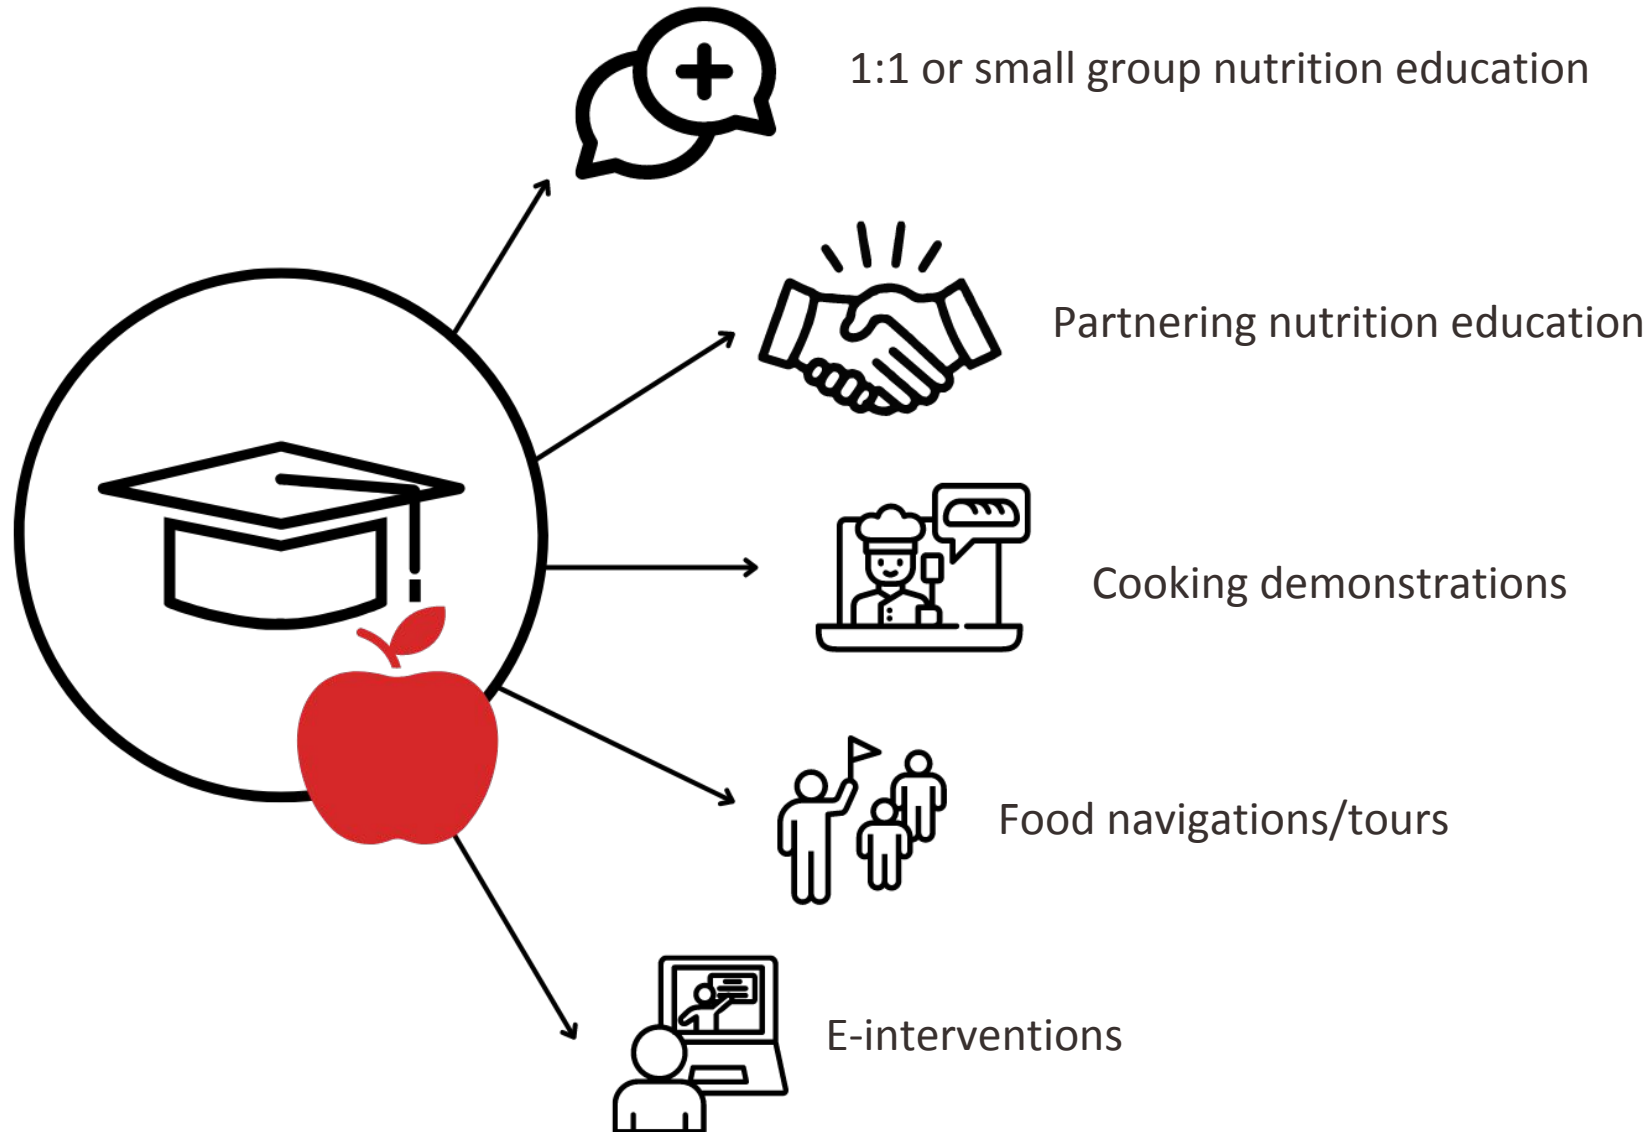 1:1 or small group nutrition education
Partnering nutrition education
Cooking demonstrations
Food navigations/tours
E-interventions